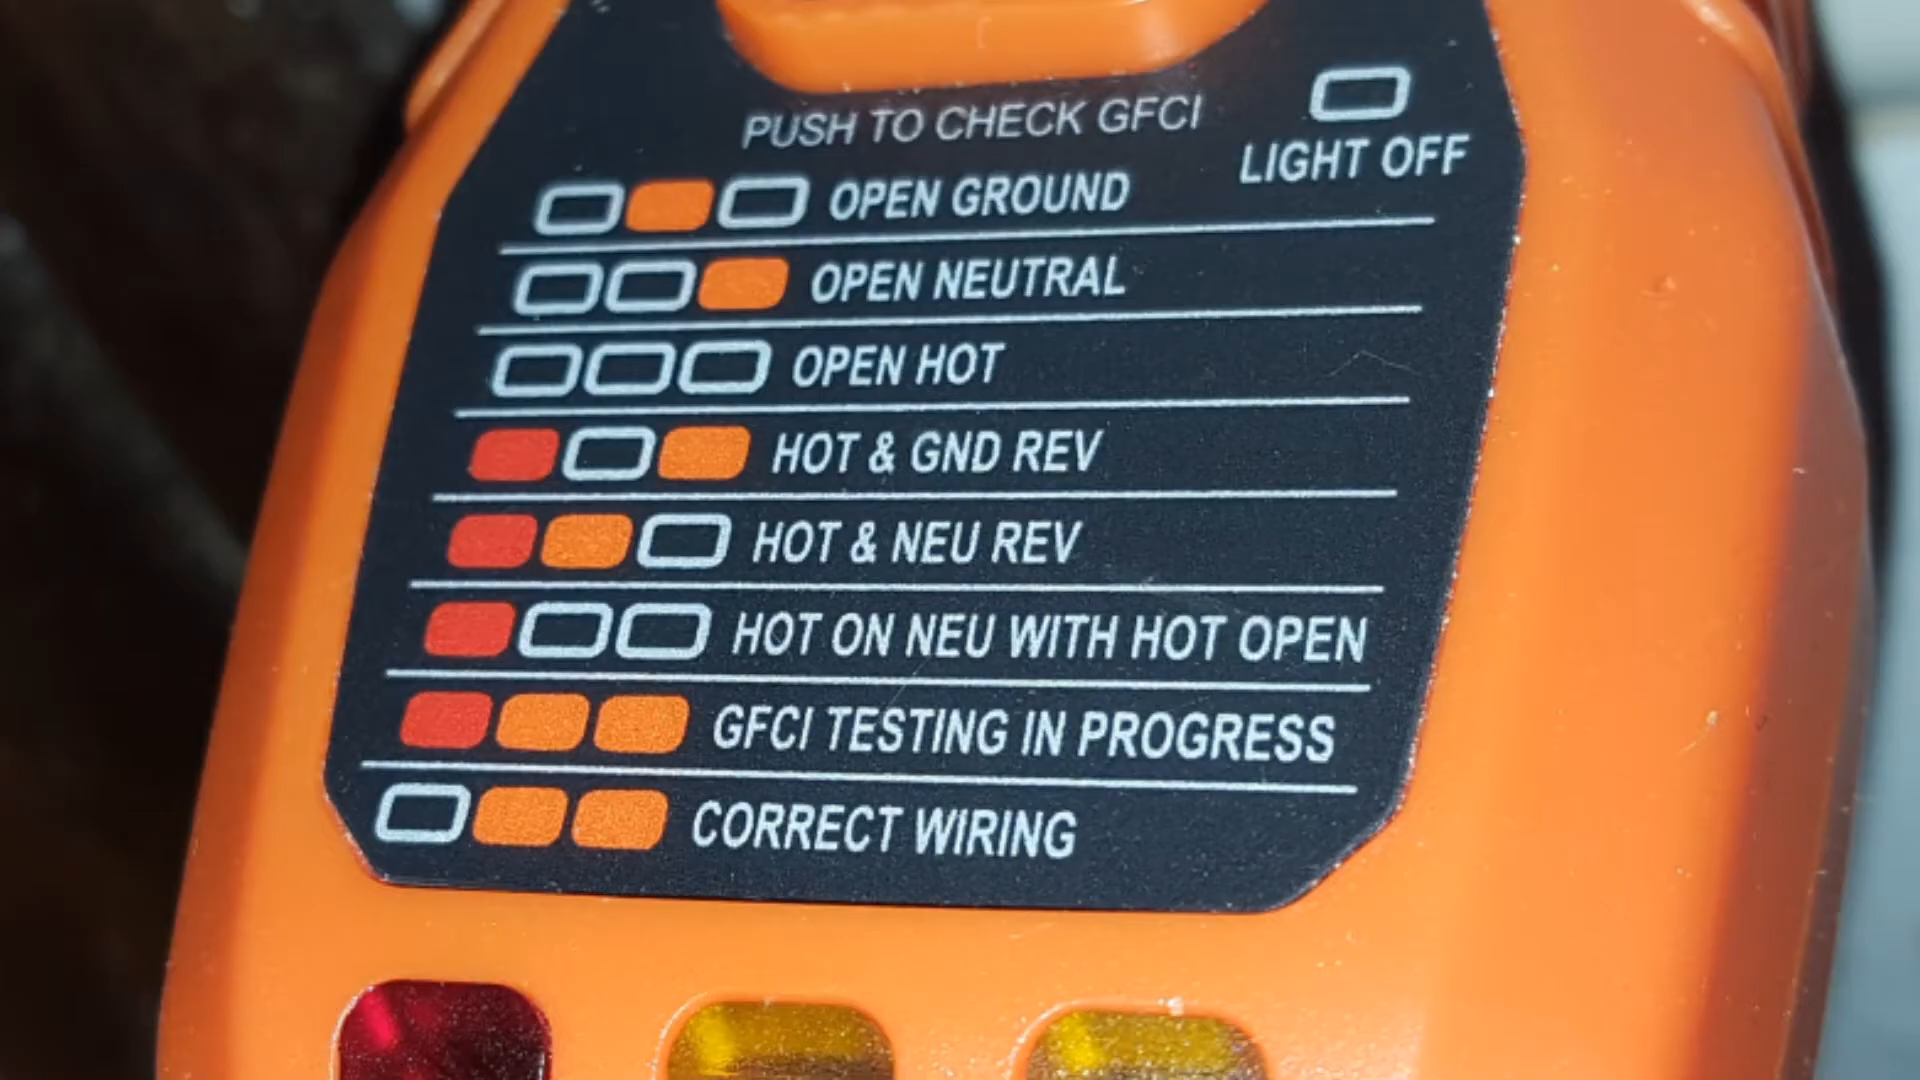 PUSH TO CHECK GFCI
LIGHT OFF
OPEN GROUND
OPEN NEUTRAL
OPEN HOT
HOT & GND REV
HOT & NEU REV
HOT ON NEU WITH HOT OPEN
GFCI TESTING IN PROGRESS
CORRECT WIRING